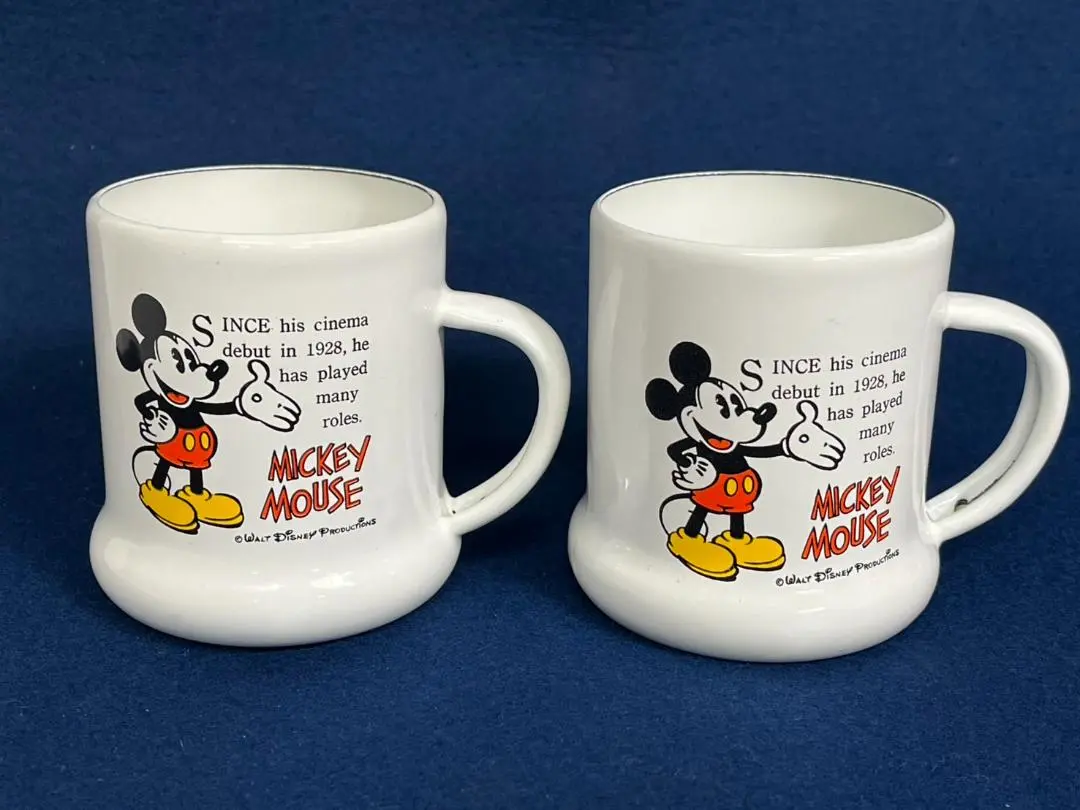 SINCE his cinema
debut in 1928, he
has played
many
roles.
MICKEY
MOUSE
© WALT DISNEY PRODUCTIONS
SINCE his cinema
debut in 1928, he
has played
many
roles.
MICKEY
MOUSE
© WALT DISNEY PRODUCTIONS